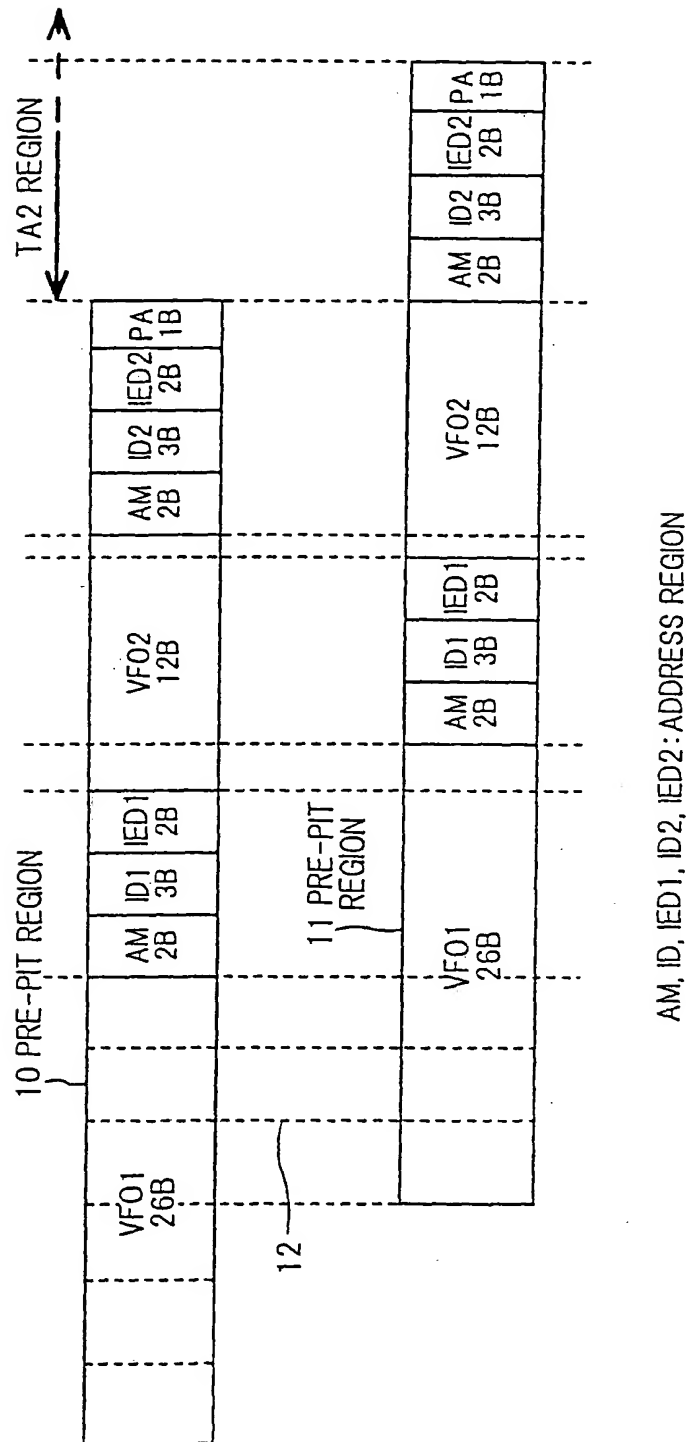 TA2 REGION
10 PRE-PIT REGION
VFO1
26B
AM
2B
ID1
3B
IED1
2B
VFO2
12B
AM
2B
ID2
3B
IED2
2B
PA
1B
12
11 PRE-PIT
REGION
VFO1
26B
AM
2B
ID1
3B
IED1
2B
VFO2
12B
AM
2B
ID2
3B
IED2
2B
PA
1B
AM, ID, IED1, ID2, IED2: ADDRESS REGION